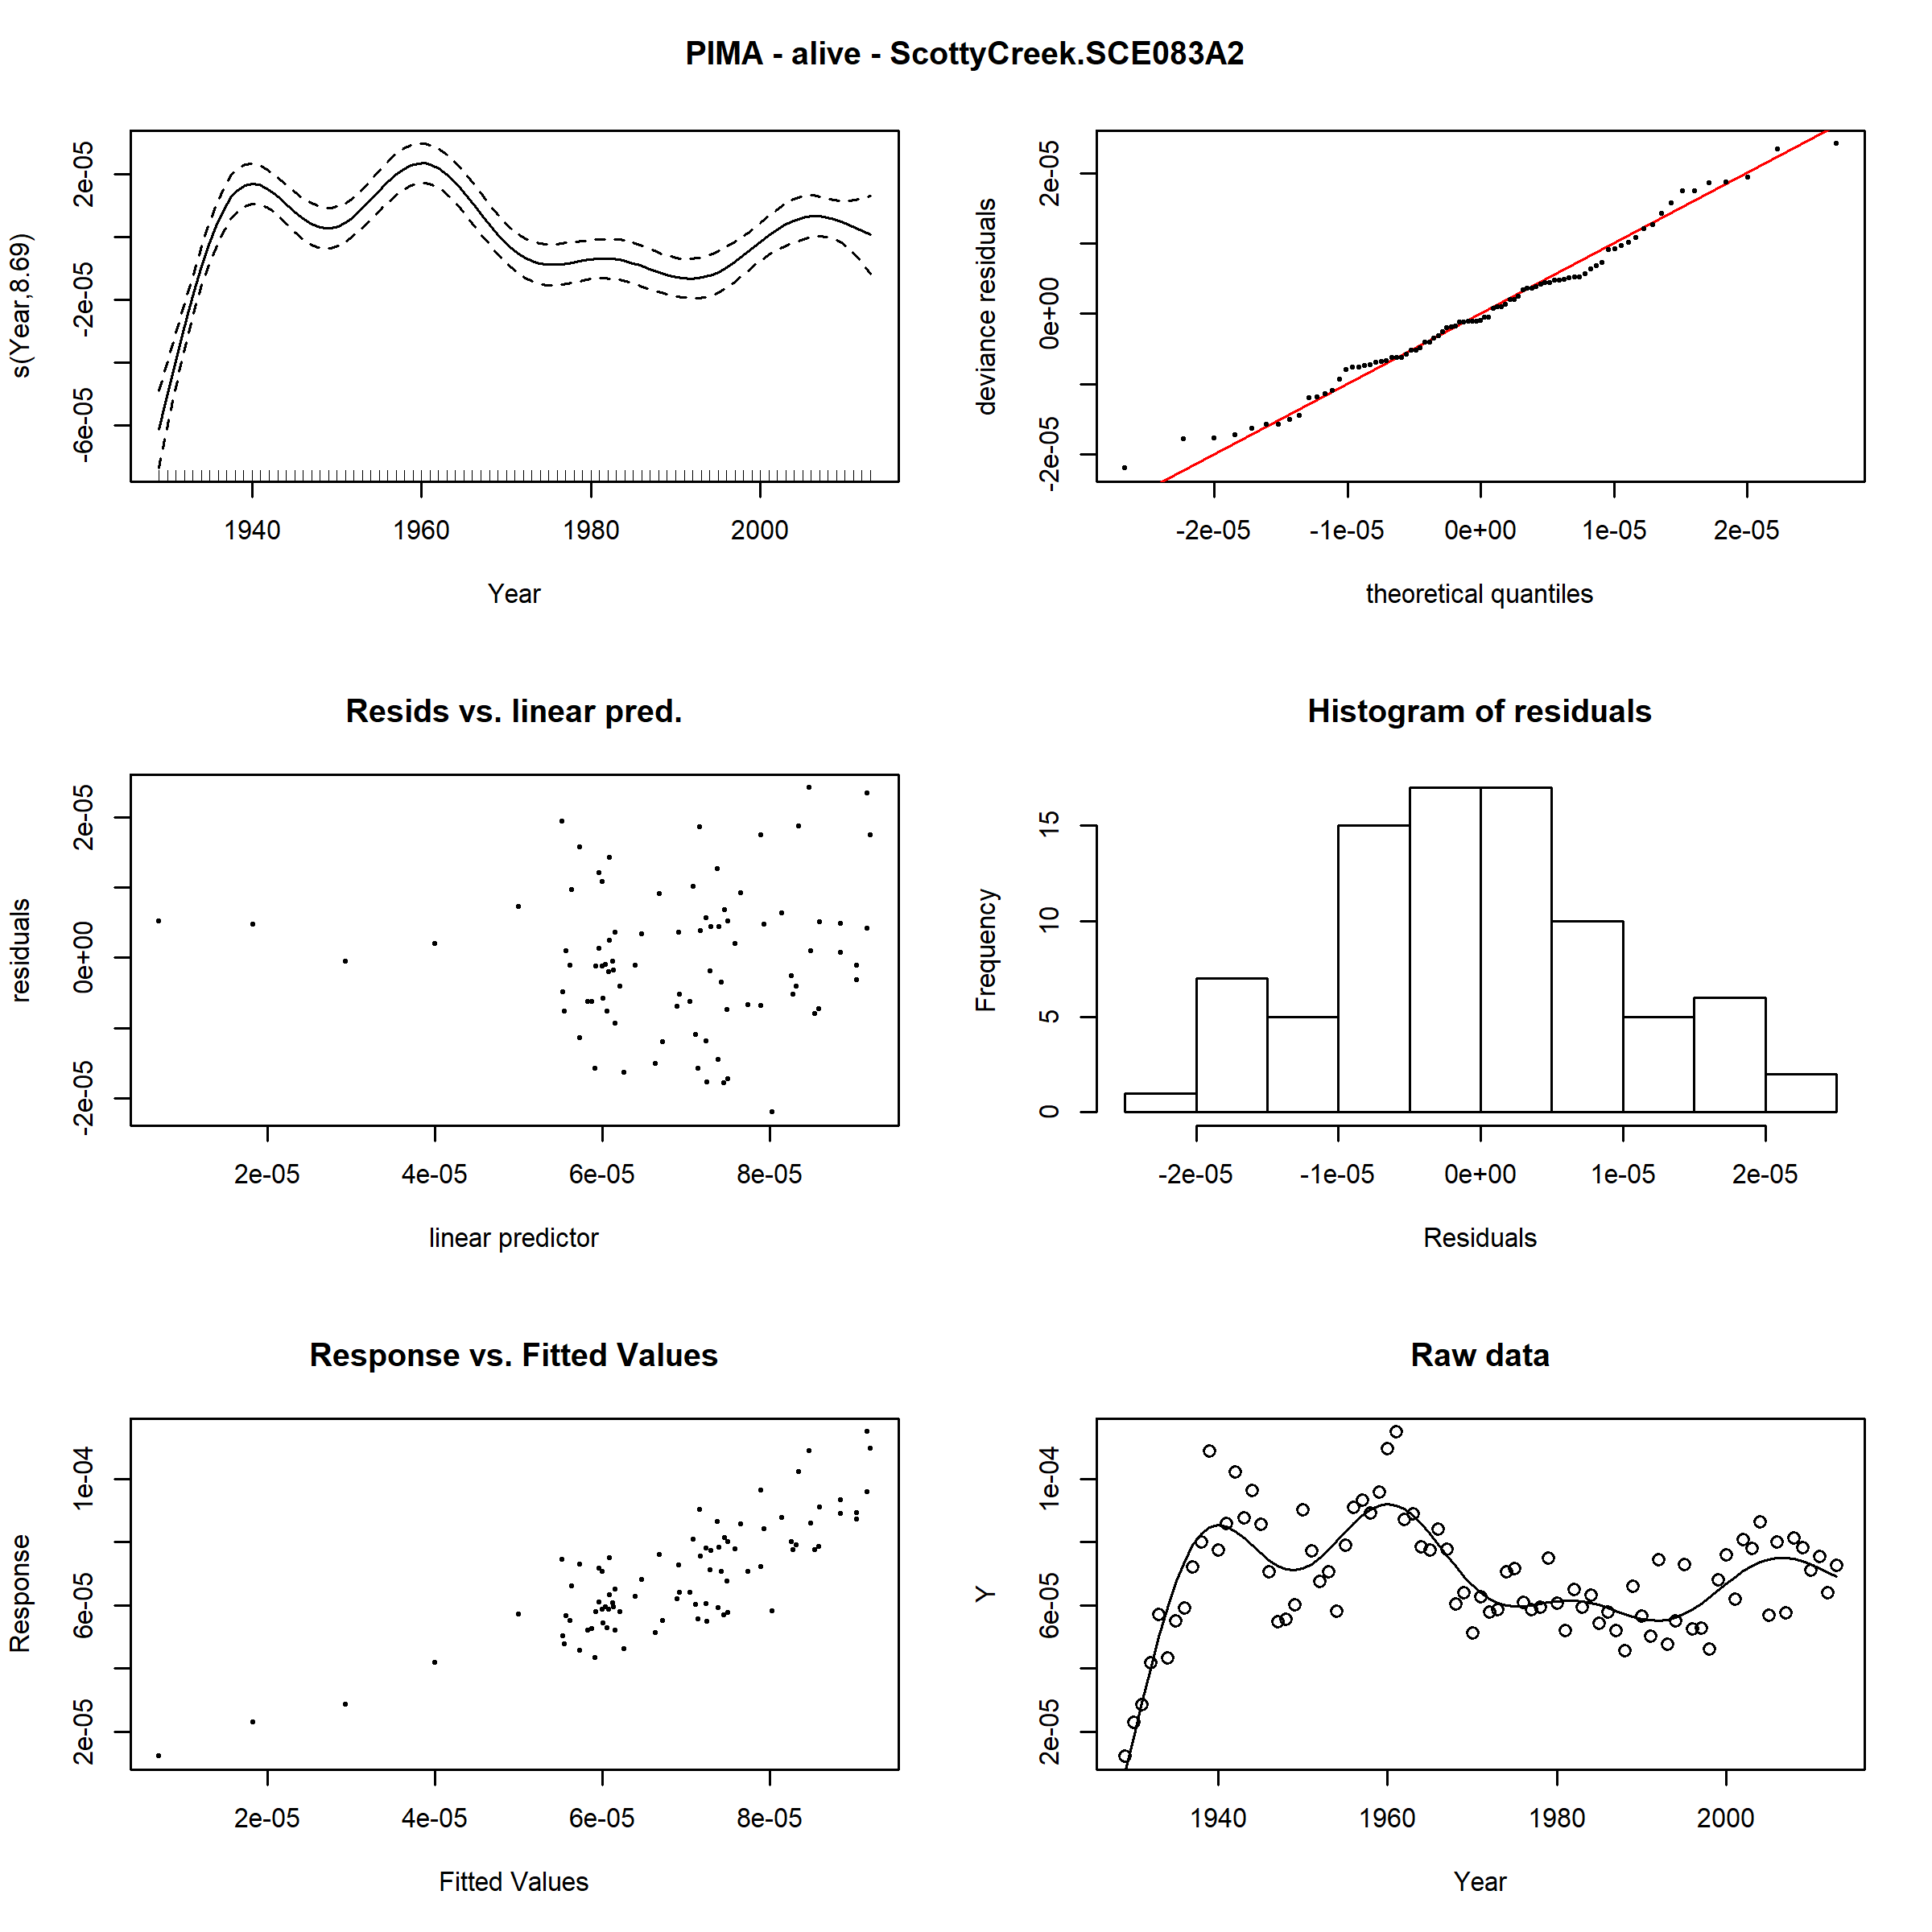 PIMA - alive - ScottyCreek.SCE083A2
s(Year,8.69)
-6e-05 -2e-05 2e-05
1940 1960 1980 2000
Year
deviance residuals
-2e-05 0e+00 2e-05
-2e-05 -1e-05 0e+00 1e-05 2e-05
theoretical quantiles
Resids vs. linear pred.
residuals
-2e-05 0e+00 2e-05
2e-05 4e-05 6e-05 8e-05
linear predictor
Histogram of residuals
Frequency
0 5 10 15
-2e-05 -1e-05 0e+00 1e-05 2e-05
Residuals
Response vs. Fitted Values
Response
2e-05 6e-05 1e-04
2e-05 4e-05 6e-05 8e-05
Fitted Values
Raw data
Y
2e-05 6e-05 1e-04
1940 1960 1980 2000
Year